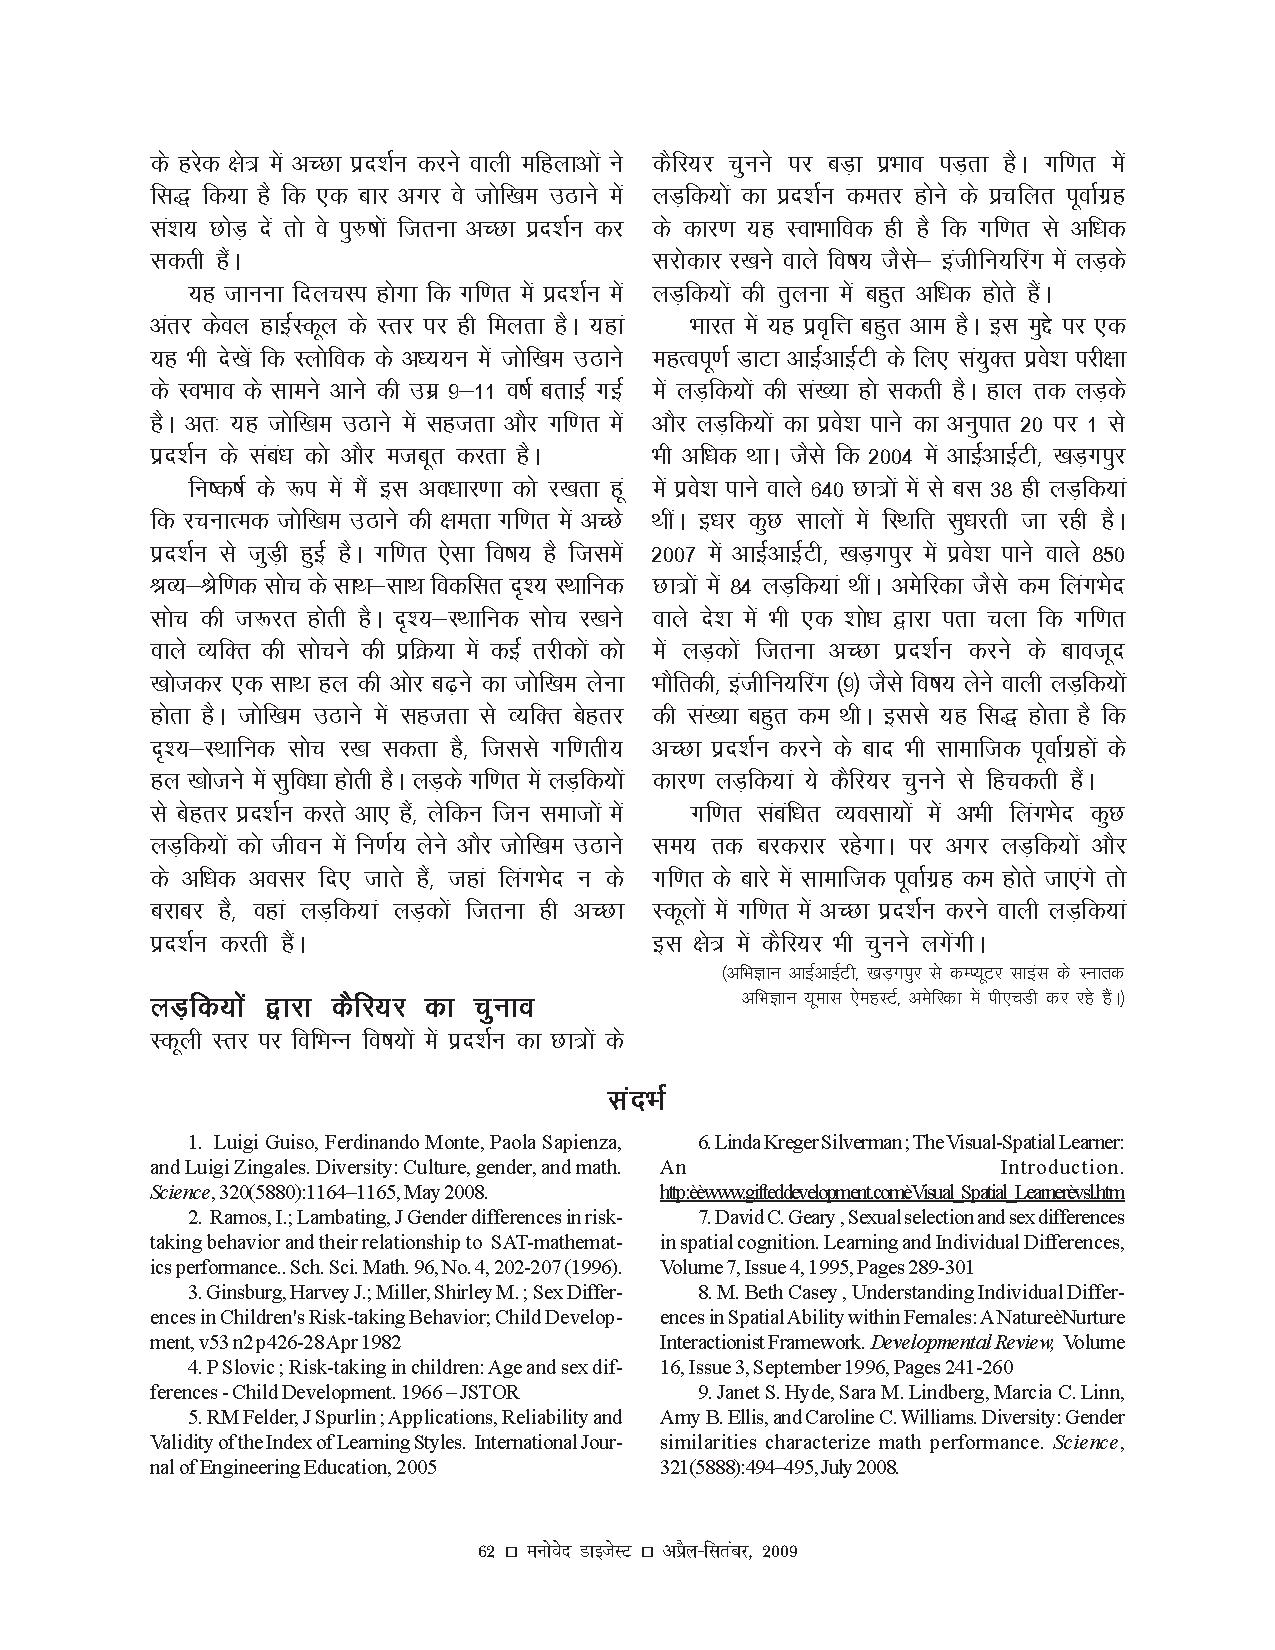 के हरेक क्षेत्र में अच्छा प्रदर्शन करने वाली महिलाओं ने
सिद्ध किया है कि एक बार अगर वे जोखिम उठाने में
संशय छोड़ दें तो वे पुरुषों जितना अच्छा प्रदर्शन कर
सकती हैं।
यह जानना दिलचस्प होगा कि गणित में प्रदर्शन में
अंतर केवल हाईस्कूल के स्तर पर ही मिलता है। यहां
यह भी देखें कि स्लोविक के अध्ययन में जोखिम उठाने
के स्वभाव के सामने आने की उम्र 9–11 वर्ष बताई गई
है। अतः यह जोखिम उठाने में सहजता और गणित में
प्रदर्शन के संबंध को और मजबूत करता है।
निष्कर्ष के रूप में मैं इस अवधारणा को रखता हूं
कि रचनात्मक जोखिम उठाने की क्षमता गणित में अच्छे
प्रदर्शन से जुड़ी हुई है। गणित ऐसा विषय है जिसमें
श्रव्य–श्रेणिक सोच के साथ–साथ विकसित दृश्य स्थानिक
सोच की जरूरत होती है। दृश्य–स्थानिक सोच रखने
वाले व्यक्ति की सोचने की प्रक्रिया में कई तरीकों को
खोजकर एक साथ हल की ओर बढ़ने का जोखिम लेना
होता है। जोखिम उठाने में सहजता से व्यक्ति बेहतर
दृश्य–स्थानिक सोच रख सकता है, जिससे गणितीय
हल खोजने में सुविधा होती है। लड़के गणित में लड़कियों
से बेहतर प्रदर्शन करते आए हैं, लेकिन जिन समाजों में
लड़कियों को जीवन में निर्णय लेने और जोखिम उठाने
के अधिक अवसर दिए जाते हैं, जहां लिंगभेद न के
बराबर है, वहां लड़कियां लड़कों जितना ही अच्छा
प्रदर्शन करती हैं।
लड़कियों द्वारा कैरियर का चुनाव
स्कूली स्तर पर विभिन्न विषयों में प्रदर्शन का छात्रों के
कैरियर चुनने पर बड़ा प्रभाव पड़ता है। गणित में
लड़कियों का प्रदर्शन कमतर होने के प्रचलित पूर्वाग्रह
के कारण यह स्वाभाविक ही है कि गणित से अधिक
सरोकार रखने वाले विषय जैसे– इंजीनियरिंग में लड़के
लड़कियों की तुलना में बहुत अधिक होते हैं।
भारत में यह प्रवृत्ति बहुत आम है। इस मुद्दे पर एक
महत्वपूर्ण डाटा आईआईटी के लिए संयुक्त प्रवेश परीक्षा
में लड़कियों की संख्या हो सकती है। हाल तक लड़के
और लड़कियों का प्रवेश पाने का अनुपात 20 पर 1 से
भी अधिक था। जैसे कि 2004 में आईआईटी, खड़गपुर
में प्रवेश पाने वाले 640 छात्रों में से बस 38 ही लड़कियां
थीं। इधर कुछ सालों में स्थिति सुधरती जा रही है।
2007 में आईआईटी, खड़गपुर में प्रवेश पाने वाले 850
छात्रों में 84 लड़कियां थीं। अमेरिका जैसे कम लिंगभेद
वाले देश में भी एक शोध द्वारा पता चला कि गणित
में लड़कों जितना अच्छा प्रदर्शन करने के बावजूद
भौतिकी, इंजीनियरिंग (9) जैसे विषय लेने वाली लड़कियों
की संख्या बहुत कम थी। इससे यह सिद्ध होता है कि
अच्छा प्रदर्शन करने के बाद भी सामाजिक पूर्वाग्रहों के
कारण लड़कियां ये कैरियर चुनने से हिचकती हैं।
गणित संबंधित व्यवसायों में अभी लिंगभेद कुछ
समय तक बरकरार रहेगा। पर अगर लड़कियों और
गणित के बारे में सामाजिक पूर्वाग्रह कम होते जाएंगे तो
स्कूलों में गणित में अच्छा प्रदर्शन करने वाली लड़कियां
इस क्षेत्र में कैरियर भी चुनने लगेंगी।
(अभिज्ञान आईआईटी, खड़गपुर से कम्प्यूटर साइंस के स्नातक
अभिज्ञान यूमास ऐमहर्स्ट, अमेरिका में पीएचडी कर रहे हैं।)
संदर्भ
1. Luigi Guiso, Ferdinando Monte, Paola Sapienza,
and Luigi Zingales. Diversity: Culture, gender, and math.
Science, 320(5880):1164–1165, May 2008.
2. Ramos, I.; Lambating, J Gender differences in risk-
taking behavior and their relationship to SAT-mathemat-
ics performance.. Sch. Sci. Math. 96, No. 4, 202-207 (1996).
3. Ginsburg, Harvey J.; Miller, Shirley M. ; Sex Differ-
ences in Children's Risk-taking Behavior; Child Develop-
ment, v53 n2 p426-28 Apr 1982
4. P Slovic ; Risk-taking in children: Age and sex dif-
ferences - Child Development. 1966 – JSTOR
5. RM Felder, J Spurlin ; Applications, Reliability and
Validity of the Index of Learning Styles. International Jour-
nal of Engineering Education, 2005
6. Linda Kreger Silverman ; The Visual-Spatial Learner:
An Introduction.
http:èèwww.gifteddevelopment.comèVisual_Spatial_Learnerèvsl.htm
7. David C. Geary , Sexual selection and sex differences
in spatial cognition. Learning and Individual Differences,
Volume 7, Issue 4, 1995, Pages 289-301
8. M. Beth Casey , Understanding Individual Differ-
ences in Spatial Ability within Females: A NatureèNurture
Interactionist Framework. Developmental Review, Volume
16, Issue 3, September 1996, Pages 241-260
9. Janet S. Hyde, Sara M. Lindberg, Marcia C. Linn,
Amy B. Ellis, and Caroline C. Williams. Diversity: Gender
similarities characterize math performance. Science,
321(5888):494–495, July 2008.
62 □ मनोवेद डाइजेस्ट □ अप्रैल-सितंबर, 2009